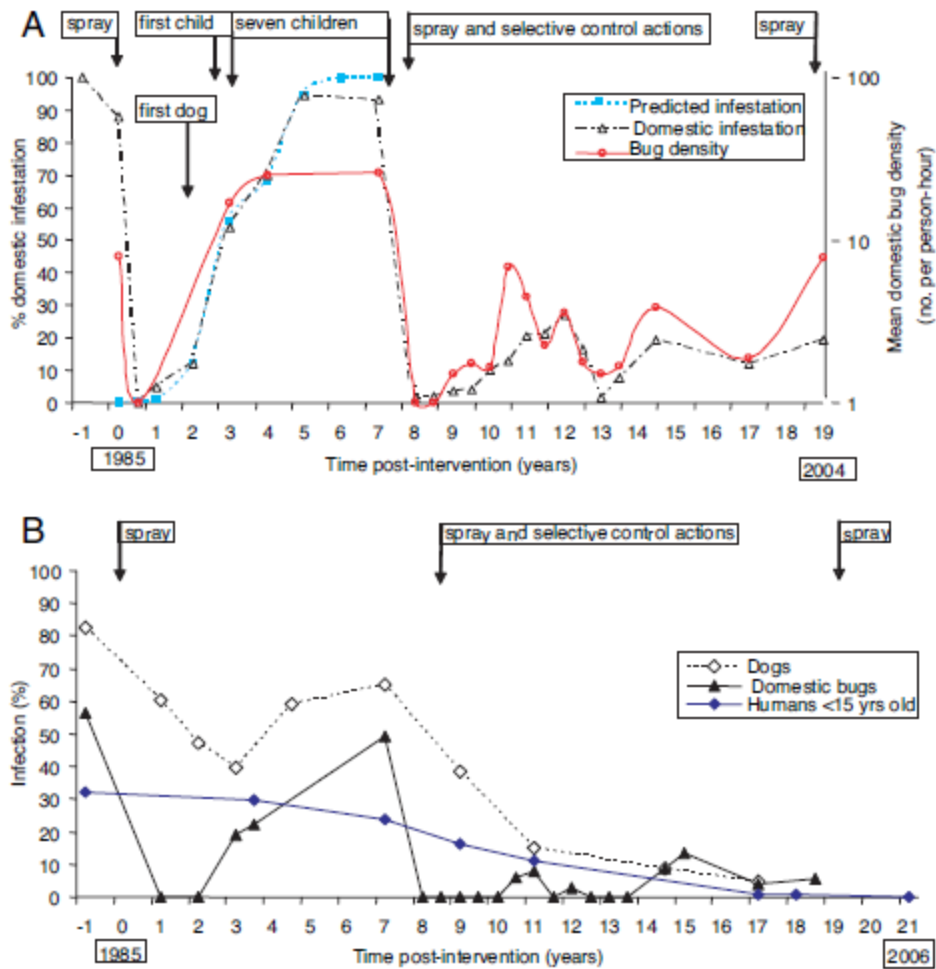 A
spray
first child
seven children
spray and selective control actions
spray
first dog
Predicted infestation
Domestic infestation
Bug density
100
90
80
70
60
50
40
30
20
10
0
% domestic infestation
100
10
1
Mean domestic bug density
(no. per person-hour)
-1 0 1 2 3 4 5 6 7 8 9 10 11 12 13 14 15 16 17 18 19
1985
Time post-intervention (years)
2004
B
spray
spray and selective control actions
spray
100
90
80
70
60
50
40
30
20
10
0
Infection (%)
Dogs
Domestic bugs
Humans <15 yrs old
-1 0 1 2 3 4 5 6 7 8 9 10 11 12 13 14 15 16 17 18 19 20 21
1985
Time post-intervention (years)
2006